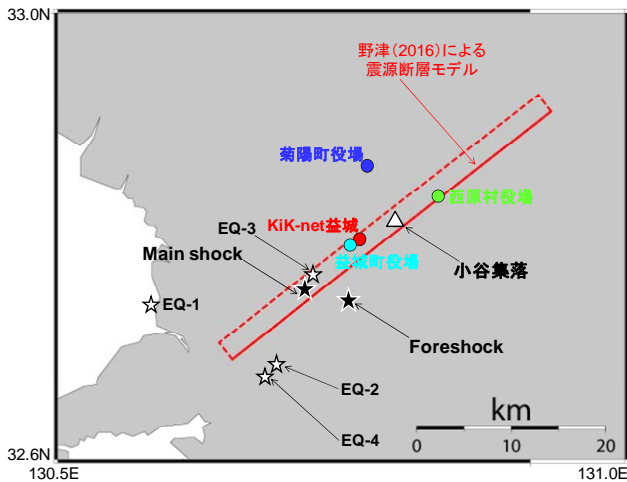 33.0N
野津(2016)による
震源断層モデル
菊陽町役場
西原村役場
KiK-net益城
EQ-3
益城町役場
Main shock
小谷集落
EQ-1
Foreshock
EQ-2
EQ-4
km
0 10 20
32.6N
130.5E 131.0E